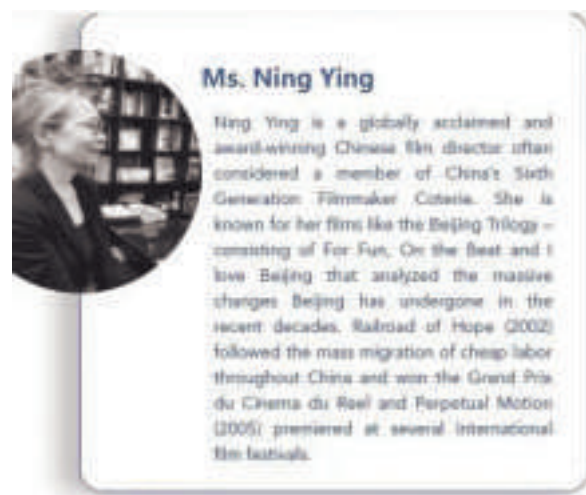 Ms. Ning Ying
Ning Ying is a globally acclaimed and
award-winning Chinese film director often
considered a member of China's Sixth
Generation Filmmaker Coterie. She is
known for her films like the Beijing Trilogy –
consisting of For Fun, On the Beat and I
love Beijing that analyzed the massive
changes Beijing has undergone in the
recent decades. Railroad of Hope (2002)
followed the mass migration of cheap labor
throughout China and won the Grand Prix
du Cinema du Reel and Perpetual Motion
(2005) premiered at several international
film festivals.